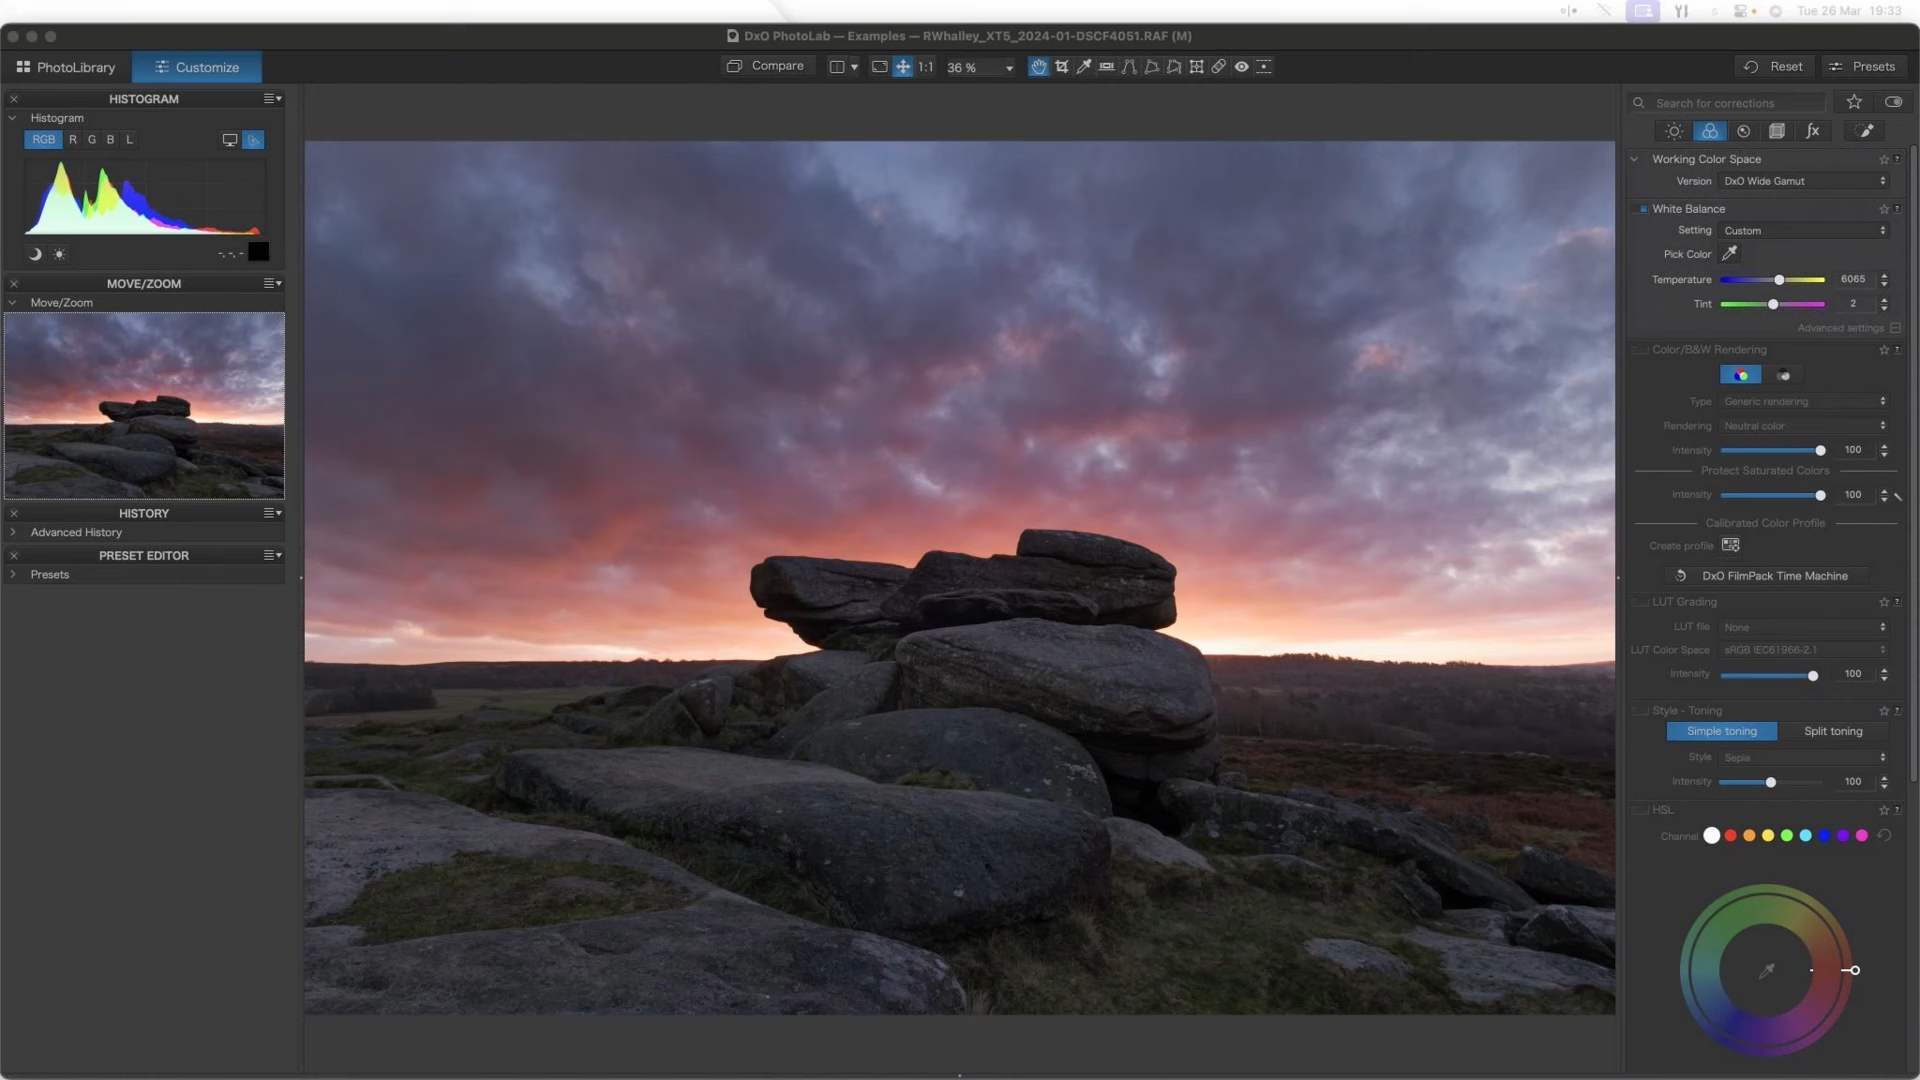 Tue 26 Mar 19:33
DxO PhotoLab — Examples — RWhalley_XT5_2024-01-DSCF4051.RAF (M)
PhotoLibrary
Customize
Compare
1:1
36 %
Reset
Presets
HISTOGRAM
Histogram
RGB R G B L
MOVE/ZOOM
Move/Zoom
HISTORY
Advanced History
PRESET EDITOR
Presets
Search for corrections
fx
Working Color Space
Version DxO Wide Gamut
White Balance
Setting Custom
Pick Color
Temperature 6065
Tint 2
Advanced settings
Color/B&W Rendering
Type Generic rendering
Rendering Neutral color
Intensity 100
Protect Saturated Colors
Intensity 100
Calibrated Color Profile
Create profile
DxO FilmPack Time Machine
LUT Grading
LUT file None
LUT Color Space sRGB IEC61966-2.1
Intensity 100
Style - Toning
Simple toning Split toning
Style Sepia
Intensity 100
HSL
Channel